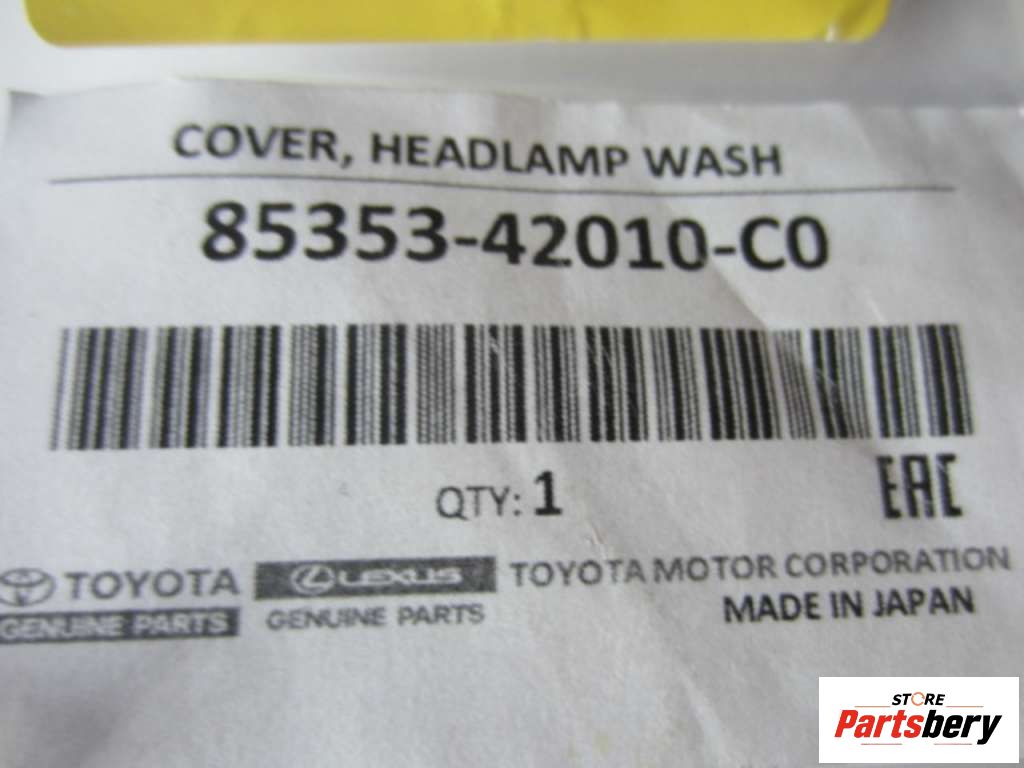 COVER, HEADLAMP WASH
85353-42010-C0
QTY: 1
EAC
TOYOTA
GENUINE PARTS
LEXUS
GENUINE PARTS
TOYOTA MOTOR CORPORATION
MADE IN JAPAN
STORE
Partsbery